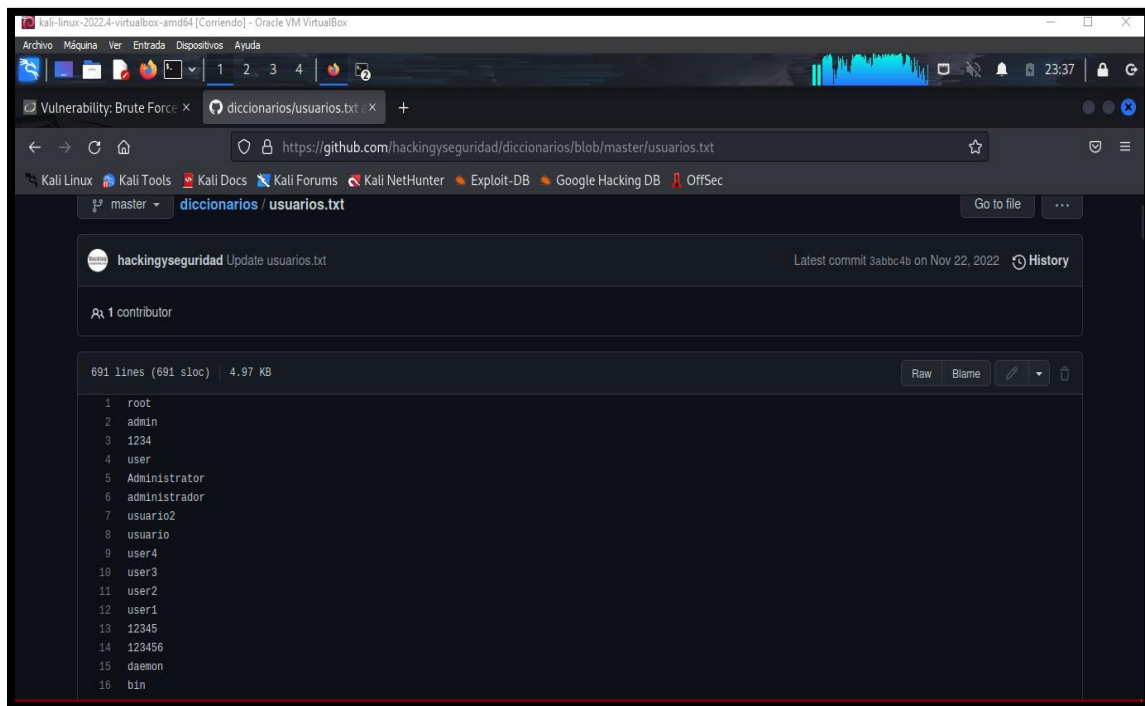 kali-linux-2022.4-virtualbox-amd64 [Corriendo] - Oracle VM VirtualBox
Archivo Máquina Ver Entrada Dispositivos Ayuda
1 2 3 4 23:37
Vulnerability: Brute Force diccionarios/usuarios.txt
https://github.com/hackingyseguridad/diccionarios/blob/master/usuarios.txt
Kali Linux Kali Tools Kali Docs Kali Forums Kali NetHunter Exploit-DB Google Hacking DB OffSec
master diccionarios / usuarios.txt Go to file ...
hackingyseguridad Update usuarios.txt Latest commit 3abbc4b on Nov 22, 2022 History
1 contributor
691 lines (691 sloc) 4.97 KB Raw Blame
1 root
2 admin
3 1234
4 user
5 Administrator
6 administrador
7 usuario2
8 usuario
9 user4
10 user3
11 user2
12 user1
13 12345
14 123456
15 daemon
16 bin